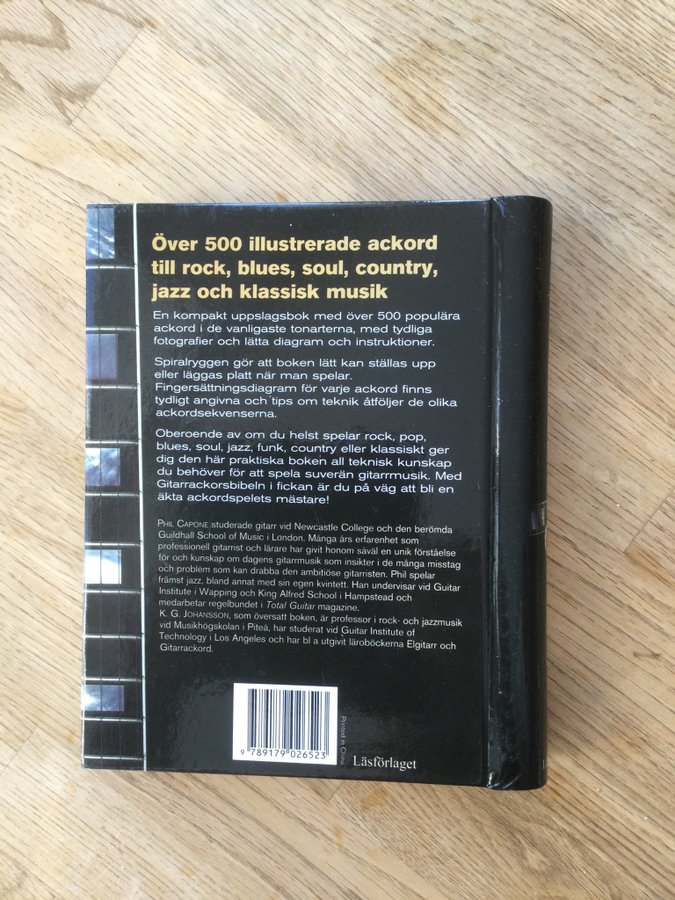 Över 500 illustrerade ackord
till rock, blues, soul, country,
jazz och klassisk musik
En kompakt uppslagsbok med över 500 populära
ackord i de vanligaste tonarterna, med tydliga
fotografier och lätta diagram och instruktioner.
Spiralryggen gör att boken lätt kan ställas upp
eller läggas platt när man spelar.
Fingersättningsdiagram för varje ackord finns
tydligt angivna och tips om teknik åtföljer de olika
ackordsekvenserna.
Oberoende av om du helst spelar rock, pop,
blues, soul, jazz, funk, country eller klassiskt ger
dig den här praktiska boken all teknisk kunskap
du behöver för att spela suverän gitarrmusik. Med
Gitarrackorsbibeln i fickan är du på väg att bli en
äkta ackordspelets mästare!
PHIL CAPONE studerade gitarr vid Newcastle College och den berömda
Guildhall School of Music i London. Många års erfarenhet som
professionell gitarrist och lärare har givit honom såväl en unik förståelse
för och kunskap om dagens gitarrmusik som insikter i de många misstag
och problem som kan drabba den ambitiöse gitarristen. Phil spelar
främst jazz, bland annat med sin egen kvintett. Han undervisar vid Guitar
Institute i Wapping och King Alfred School i Hampstead och
medarbetar regelbundet i Total Guitar magazine.
K. G. JOHANSSON, som översatt boken, är professor i rock- och jazzmusik
vid Musikhögskolan i Piteå, har studerat vid Guitar Institute of
Technology i Los Angeles och har bl a utgivit läroböckerna Elgitarr och
Gitarrackord.
9 789179 026523
Printed in China
Läsförlaget